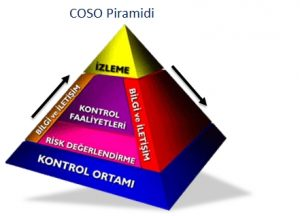 COSO Piramidi
İZLEME
BİLGİ ve İLETİŞİM
KONTROL
FAALİYETLERİ
BİLGİ ve İLETİŞİM
RİSK DEĞERLENDİRME
KONTROL ORTAMI